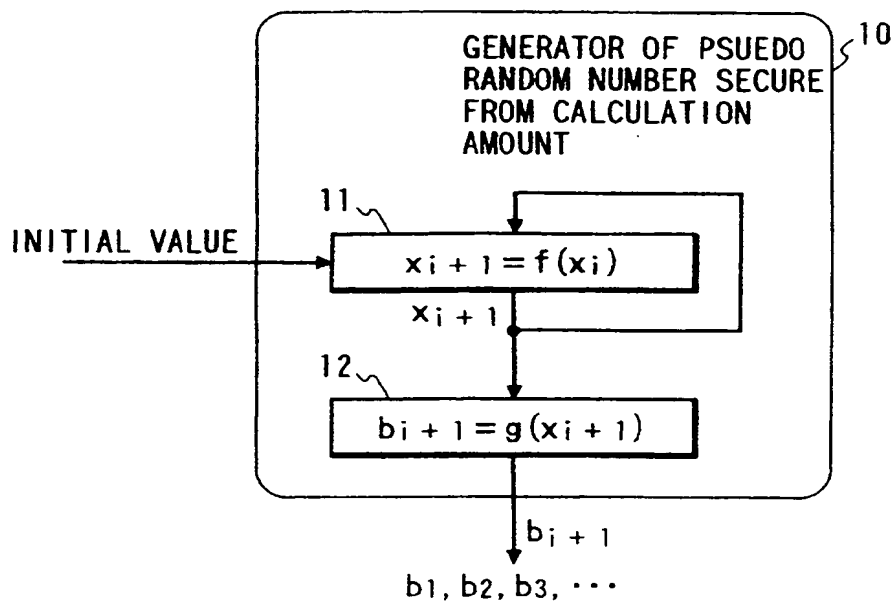 GENERATOR OF PSUEDO
RANDOM NUMBER SECURE
FROM CALCULATION
AMOUNT
10
11
INITIAL VALUE
xi+1=f(xi)
xi+1
12
bi+1=g(xi+1)
bi+1
b1, b2, b3, ···